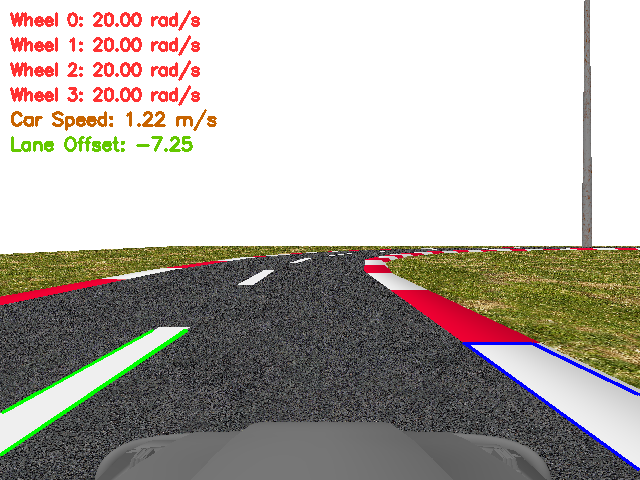 Wheel 0: 20.00 rad/s
Wheel 1: 20.00 rad/s
Wheel 2: 20.00 rad/s
Wheel 3: 20.00 rad/s
Car Speed: 1.22 m/s
Lane Offset: -7.25